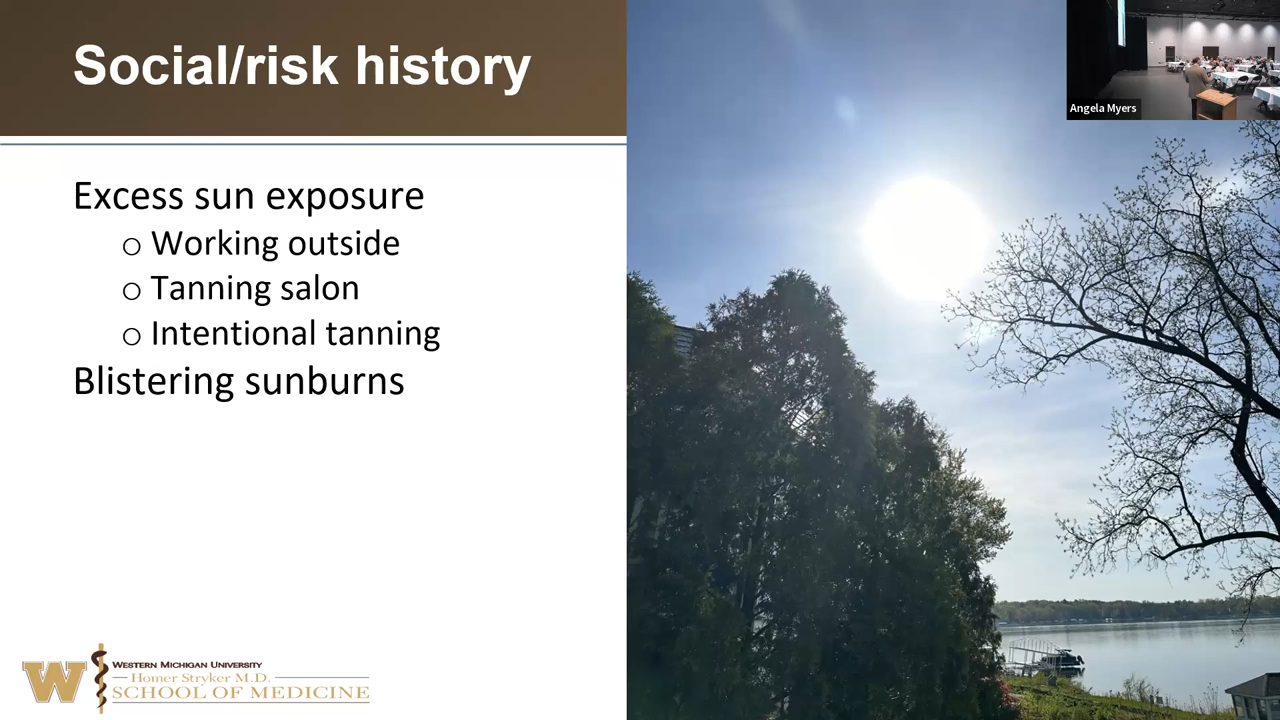 Social/risk history
Angela Myers
Excess sun exposure
○ Working outside
○ Tanning salon
○ Intentional tanning
Blistering sunburns
W
WESTERN MICHIGAN UNIVERSITY
Homer Stryker M.D.
SCHOOL OF MEDICINE